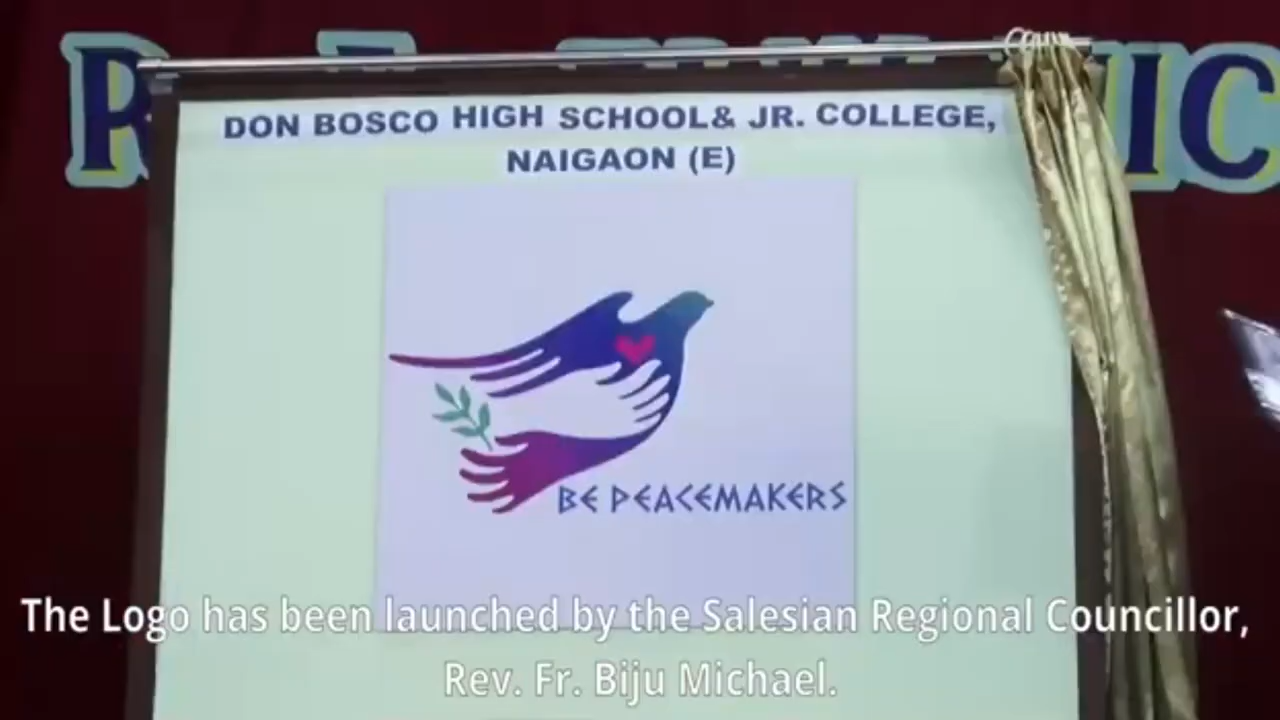 DON BOSCO HIGH SCHOOL& JR. COLLEGE,
NAIGAON (E)
BE PEACEMAKERS
The Logo has been launched by the Salesian Regional Councillor,
Rev. Fr. Biju Michael.